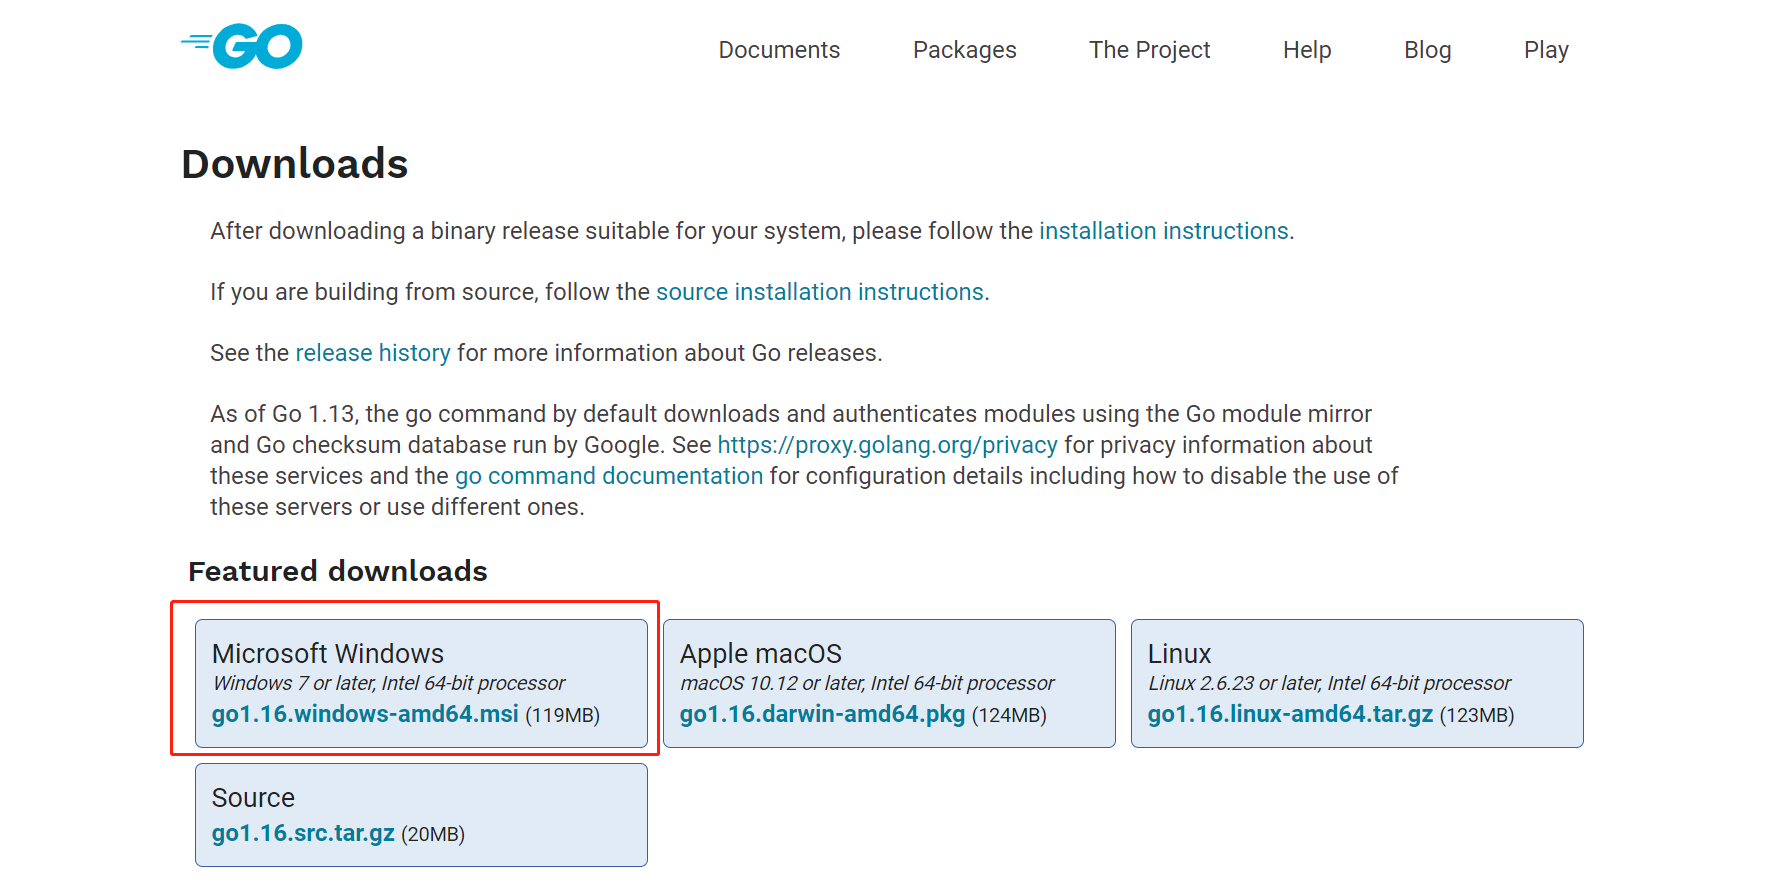 GO
Documents Packages The Project Help Blog Play
Downloads
After downloading a binary release suitable for your system, please follow the installation instructions.
If you are building from source, follow the source installation instructions.
See the release history for more information about Go releases.
As of Go 1.13, the go command by default downloads and authenticates modules using the Go module mirror
and Go checksum database run by Google. See https://proxy.golang.org/privacy for privacy information about
these services and the go command documentation for configuration details including how to disable the use of
these servers or use different ones.
Featured downloads
Microsoft Windows
Windows 7 or later, Intel 64-bit processor
go1.16.windows-amd64.msi (119MB)
Apple macOS
macOS 10.12 or later, Intel 64-bit processor
go1.16.darwin-amd64.pkg (124MB)
Linux
Linux 2.6.23 or later, Intel 64-bit processor
go1.16.linux-amd64.tar.gz (123MB)
Source
go1.16.src.tar.gz (20MB)